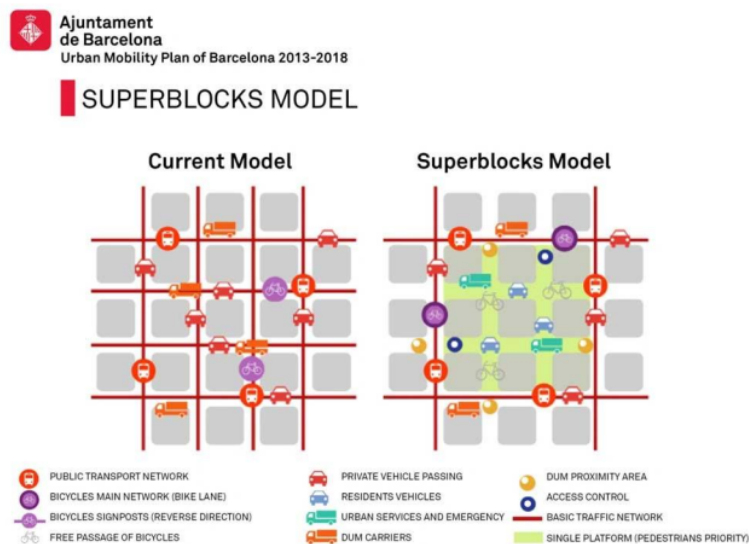 Ajuntament
de Barcelona
Urban Mobility Plan of Barcelona 2013-2018
SUPERBLOCKS MODEL
Current Model
Superblocks Model
PUBLIC TRANSPORT NETWORK
BICYCLES MAIN NETWORK (BIKE LANE)
BICYCLES SIGNPOSTS (REVERSE DIRECTION)
FREE PASSAGE OF BICYCLES
PRIVATE VEHICLE PASSING
RESIDENTS VEHICLES
URBAN SERVICES AND EMERGENCY
DUM CARRIERS
DUM PROXIMITY AREA
ACCESS CONTROL
BASIC TRAFFIC NETWORK
SINGLE PLATFORM (PEDESTRIANS PRIORITY)